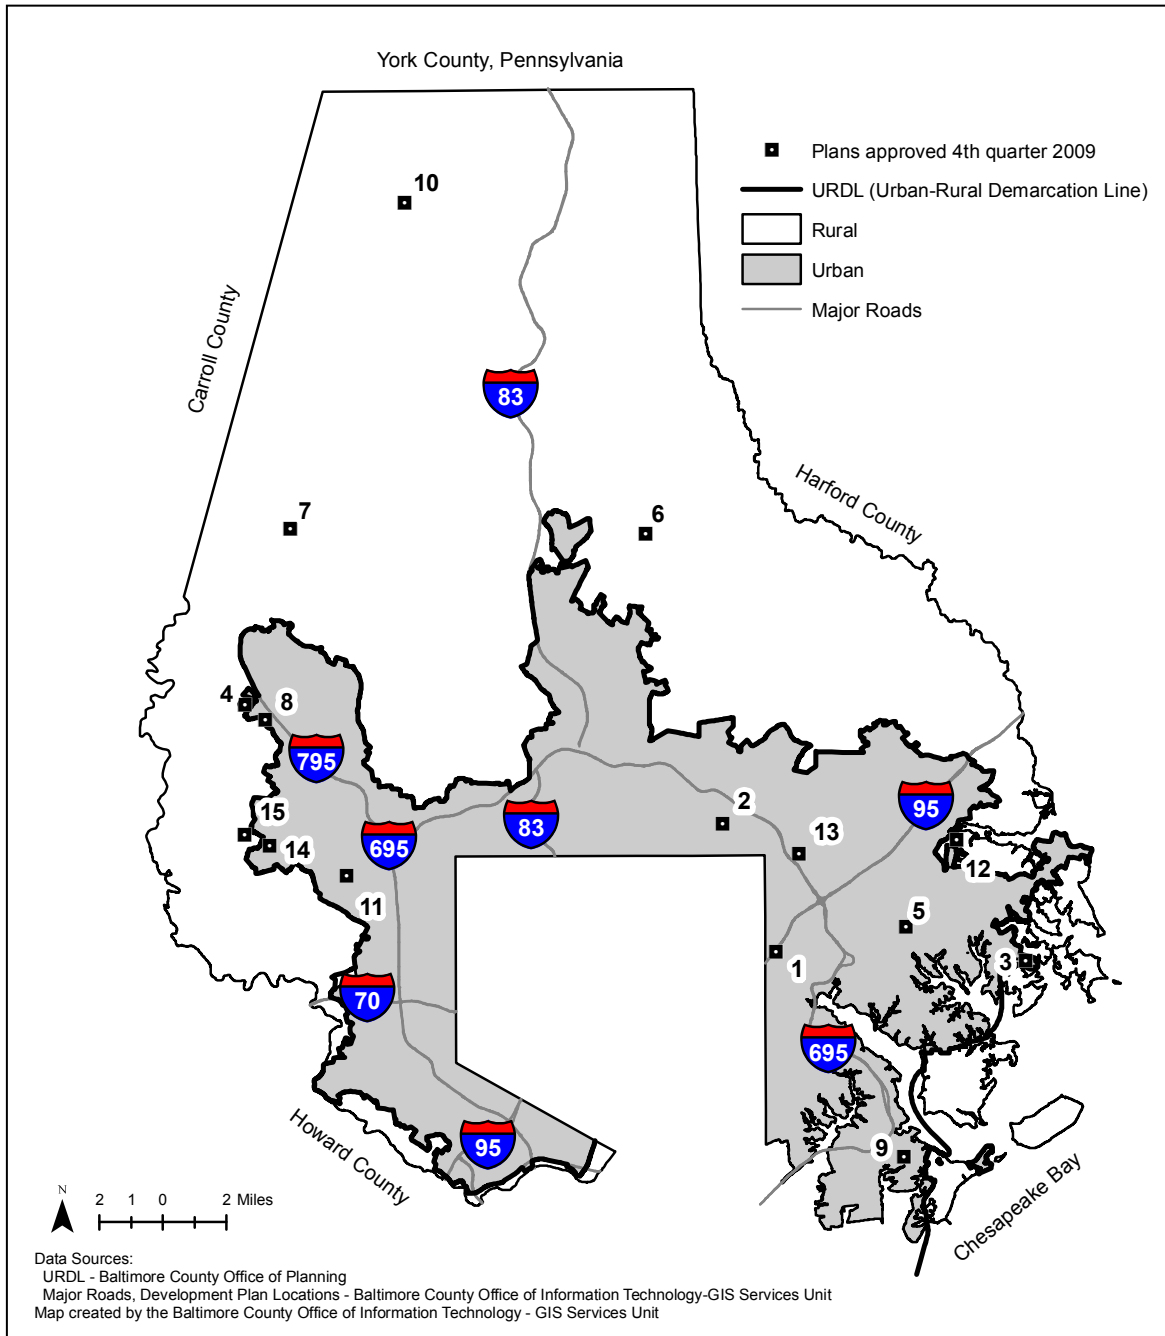 York County, Pennsylvania
Plans approved 4th quarter 2009
URDL (Urban-Rural Demarcation Line)
Rural
Urban
Major Roads
10
Carroll County
83
Harford County
7
6
4
8
795
2
95
15
13
83
695
14
12
11
5
3
1
70
695
Howard County
95
9
Chesapeake Bay
N
2 1 0 2 Miles
Data Sources:
URDL - Baltimore County Office of Planning
Major Roads, Development Plan Locations - Baltimore County Office of Information Technology-GIS Services Unit
Map created by the Baltimore County Office of Information Technology - GIS Services Unit